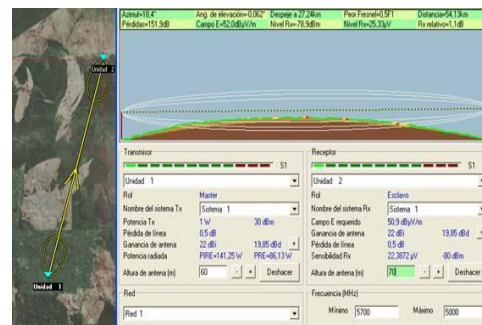 Azimut=18,4° Ang. de elevación=-0,062° Despeje a 27,24km Peor Fresnel=0,5F1 Distancia=54,13km
Pérdidas=151,9dB Campo E=52,0dBµV/m Nivel Rx=-78,9dBm Nivel Rx=25,33µV Rx relativo=1,1dB
Unidad 2
Unidad 1
Transmisor
S1
Unidad 1
Rol Master
Nombre del sistema Tx Sistema 1
Potencia Tx 1 W 30 dBm
Pérdida de línea 0,5 dB
Ganancia de antena 22 dBi 19,85 dBd +
Potencia radiada PIRE=141,25 W PRE=86,13 W
Altura de antena (m) 60 - + Deshacer
Red
Red 1
Receptor
S1
Unidad 2
Rol Esclavo
Nombre del sistema Rx Sistema 1
Campo E requerido 50,9 dBµV/m
Ganancia de antena 22 dBi 19,85 dBd +
Pérdida de línea 0,5 dB
Sensibilidad Rx 22,3872 µV -80 dBm
Altura de antena (m) 70 - + Deshacer
Frecuencia (MHz)
Mínimo 5700 Máximo 5800